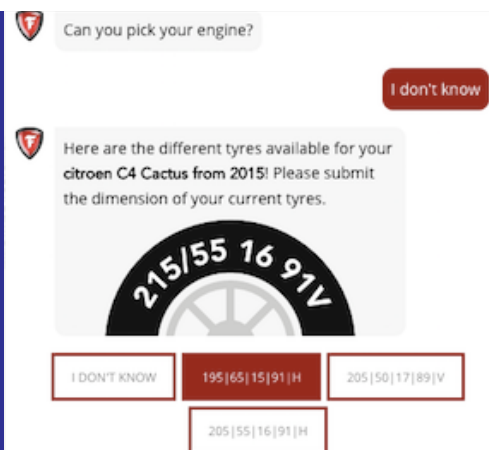 Can you pick your engine?
I don't know
Here are the different tyres available for your
citroen C4 Cactus from 2015! Please submit
the dimension of your current tyres.
215/55 16 91V
I DON'T KNOW
195|65|15|91|H
205|50|17|89|V
205|55|16|91|H